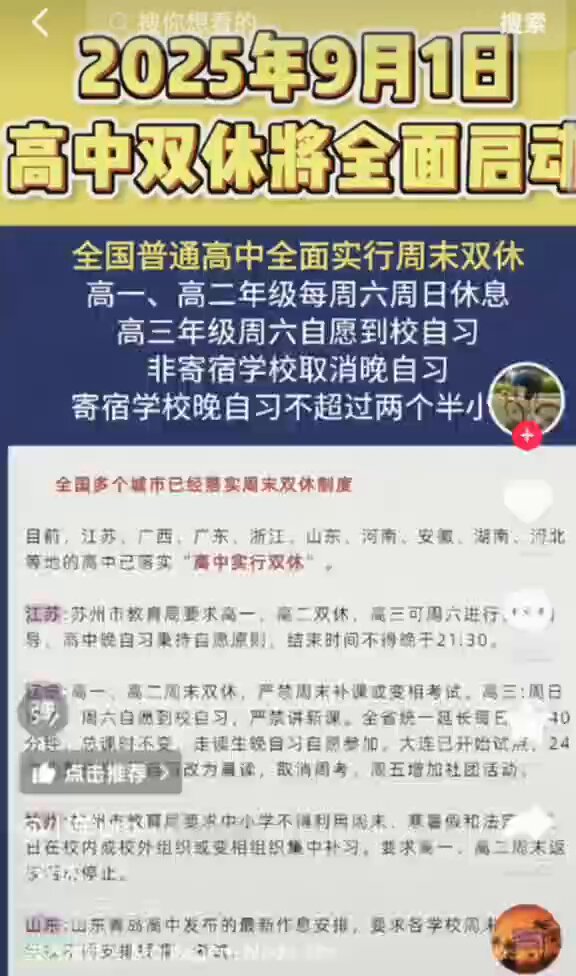 搜你想看的
搜索
2025年9月1日
高中双休將全面启动
全国普通高中全面实行周末双休
高一、高二年级每周六周日休息
高三年级周六自愿到校自习
非寄宿学校取消晚自习
寄宿学校晚自习不超过两个半小
全国多个城市已经落实周末双休制度
目前，江苏、广西、广东、浙江、山东、河南、安徽、湖南、河北
等地的高中已落实“高中实行双休”。
江苏:苏州市教育局要求高一、高二双休，高三可周六进行
导，高中晚自习秉持自愿原则，结束时间不得晚于21.30。
高一、高二周末双休，严禁周末补课或变相考试。高三:周日
周六自愿到校自习，严禁讲新课。全省统一延长每日 40
分钟，总课时不变，走读生晚自习自愿参加。大连已开始试点，24
点击推荐
改为晨读，取消周考，周五增加社团活动。
州市教育局要求中小学不得利用周末、寒暑假和法定
日在校内或校外组织或变相组织集中补习。要求高一、高二周末返
停止。
山东:山东青岛高中发布的最新作息安排，要求各学校周末